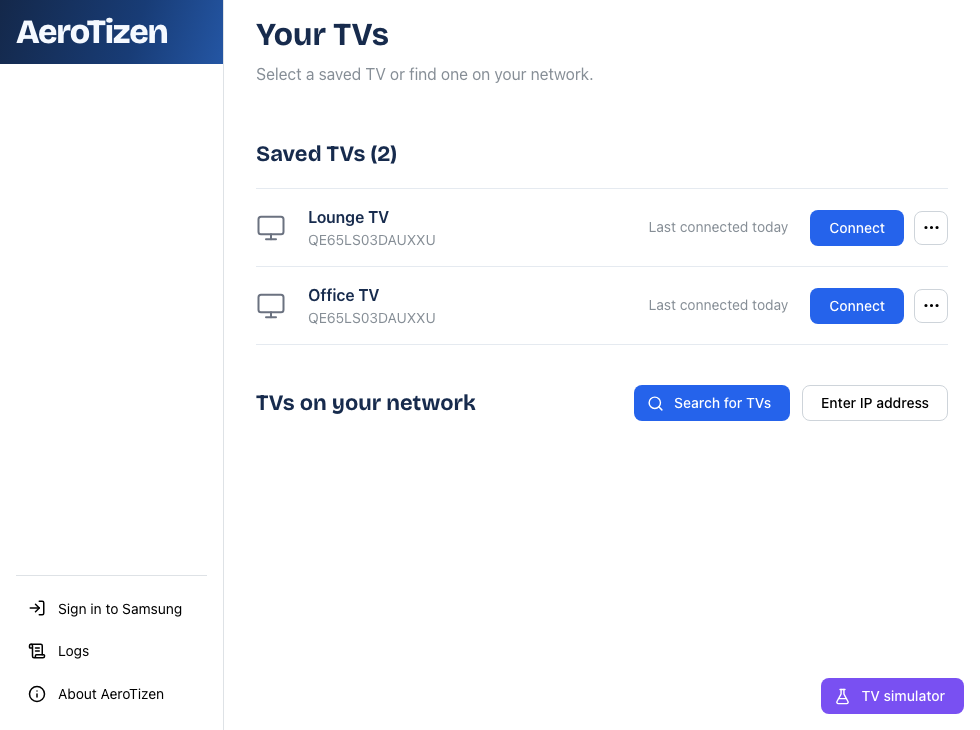 AeroTizen
Your TVs
Select a saved TV or find one on your network.
Saved TVs (2)
Lounge TV
QE65LS03DAUXXU
Last connected today
Connect
Office TV
QE65LS03DAUXXU
Last connected today
Connect
TVs on your network
Search for TVs
Enter IP address
Sign in to Samsung
Logs
About AeroTizen
TV simulator